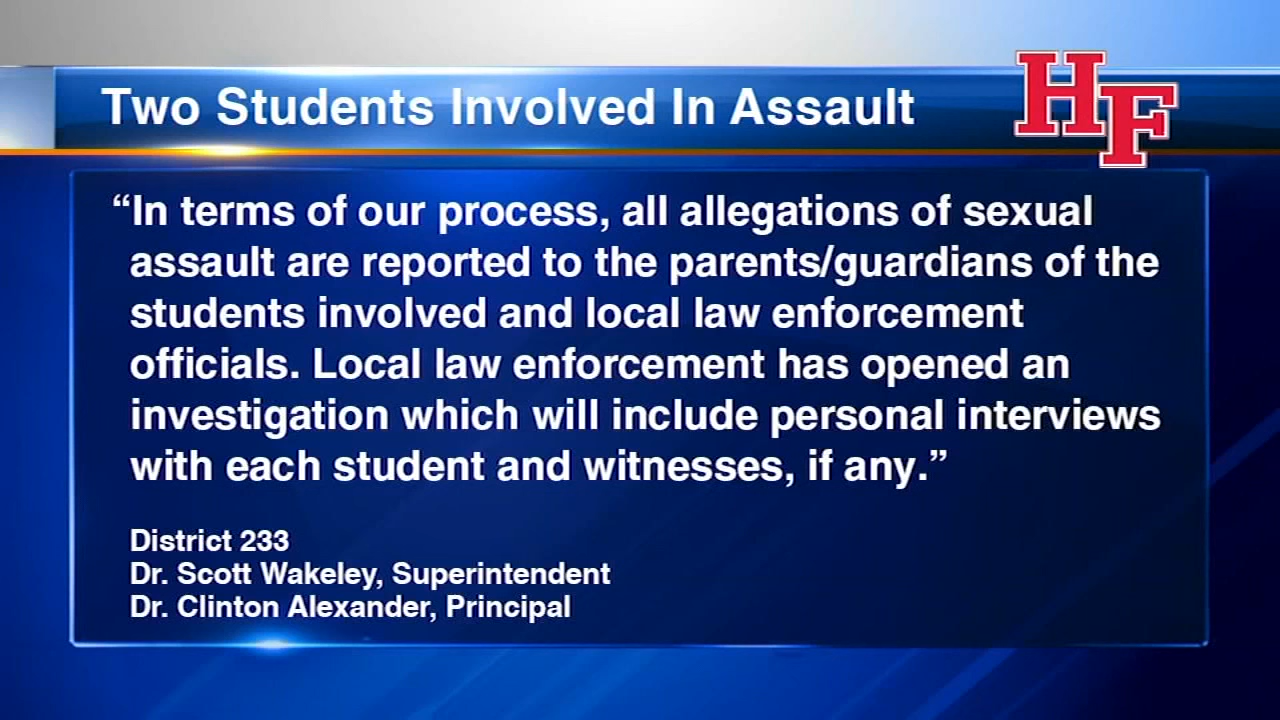 Two Students Involved In Assault
HF
“In terms of our process, all allegations of sexual
assault are reported to the parents/guardians of the
students involved and local law enforcement
officials. Local law enforcement has opened an
investigation which will include personal interviews
with each student and witnesses, if any.”
District 233
Dr. Scott Wakeley, Superintendent
Dr. Clinton Alexander, Principal